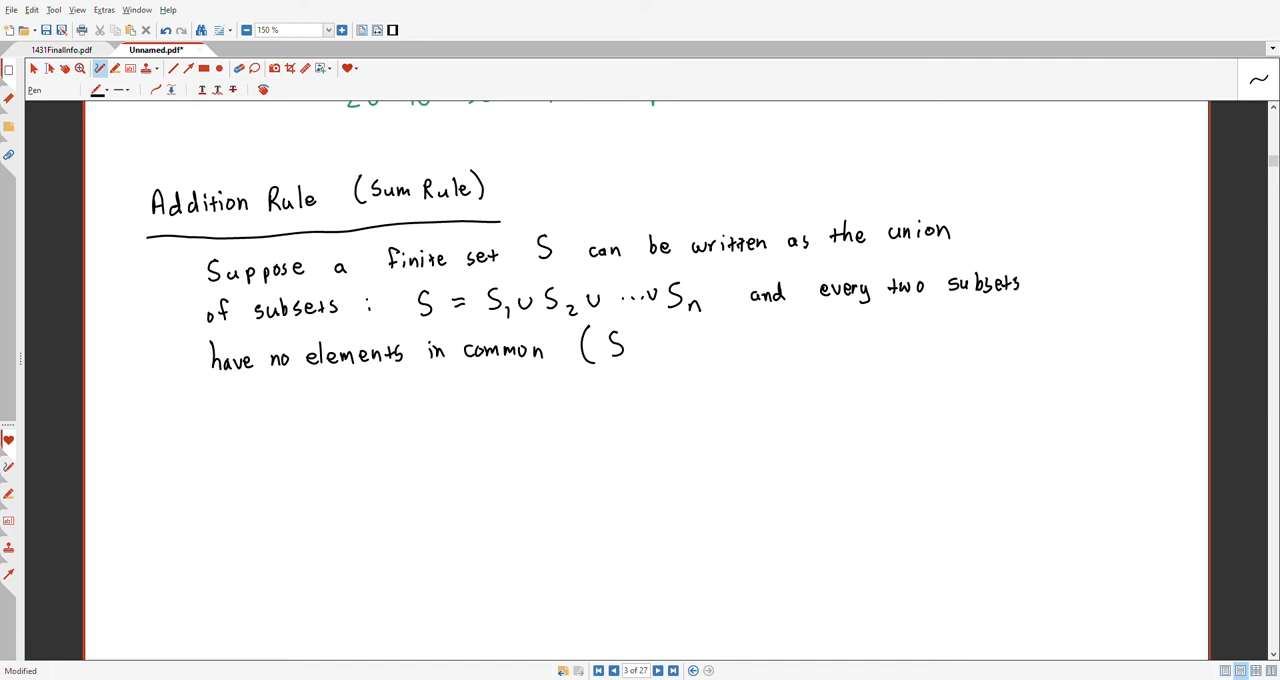 File Edit Tool View Extras Window Help
150 %
1431FinalInfo.pdf Unnamed.pdf*
Pen
Addition Rule (Sum Rule)
Suppose a finite set S can be written as the union
of subsets : S = S₁ ∪ S₂ ∪ ...∪ Sₙ and every two subsets
have no elements in common ( S
Modified
3 of 27